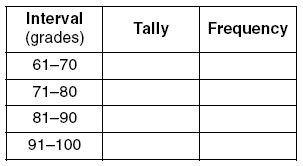 Interval
(grades)
Tally
Frequency
61–70
71–80
81–90
91–100